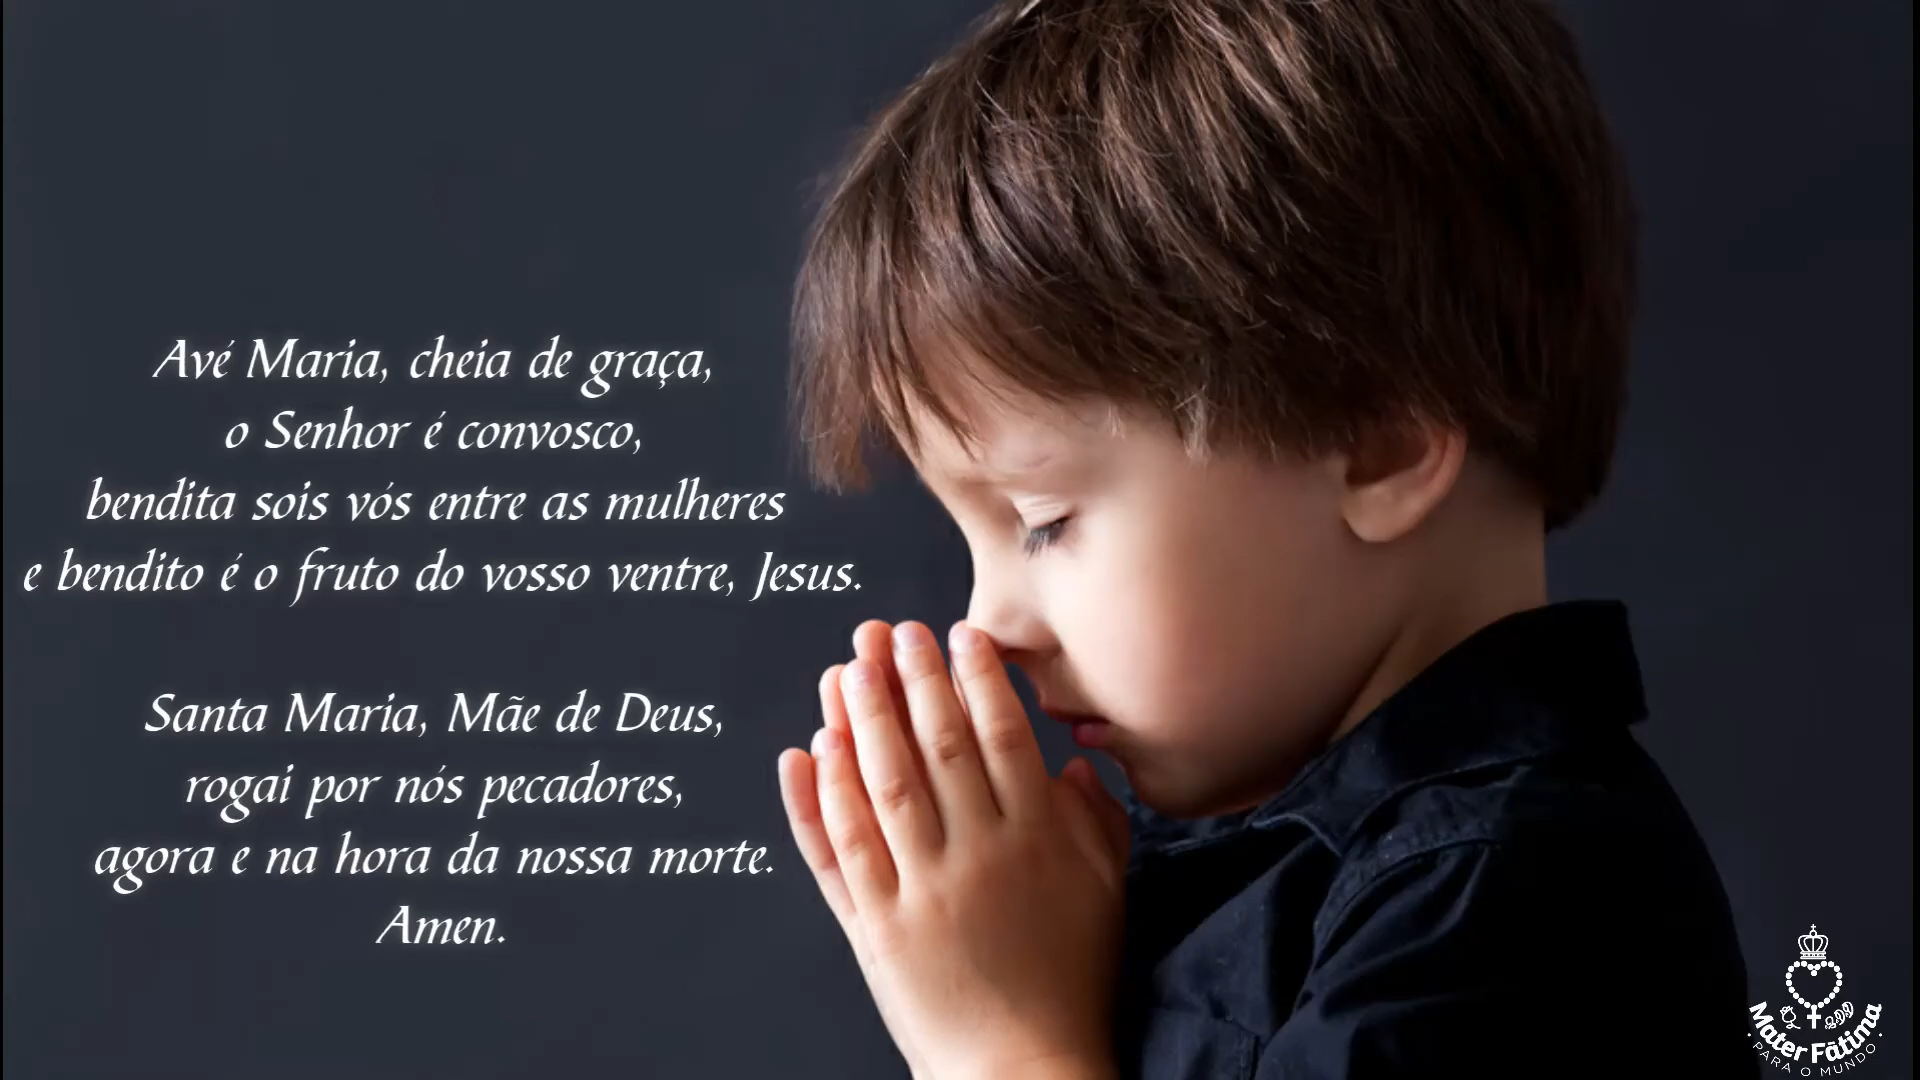 Avé Maria, cheia de graça,
o Senhor é convosco,
bendita sois vós entre as mulheres
e bendito é o fruto do vosso ventre, Jesus.
Santa Maria, Mãe de Deus,
rogai por nós pecadores,
agora e na hora da nossa morte.
Amen.
Mater Fátima
PARA O MUNDO